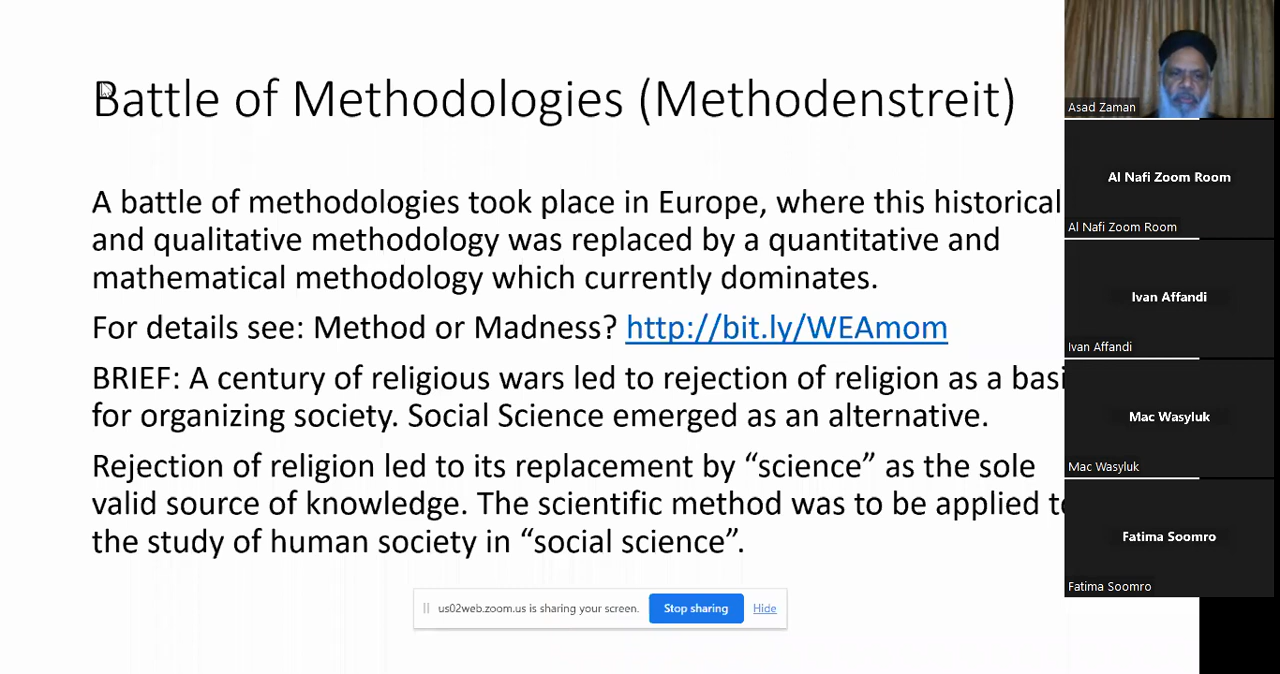 Battle of Methodologies (Methodenstreit)
A battle of methodologies took place in Europe, where this historical
and qualitative methodology was replaced by a quantitative and
mathematical methodology which currently dominates.
For details see: Method or Madness? http://bit.ly/WEAmom
BRIEF: A century of religious wars led to rejection of religion as a basi
for organizing society. Social Science emerged as an alternative.
Rejection of religion led to its replacement by “science” as the sole
valid source of knowledge. The scientific method was to be applied to
the study of human society in “social science”.
us02web.zoom.us is sharing your screen. Stop sharing Hide
Asad Zaman
Al Nafi Zoom Room
Al Nafi Zoom Room
Ivan Affandi
Ivan Affandi
Mac Wasyluk
Mac Wasyluk
Fatima Soomro
Fatima Soomro